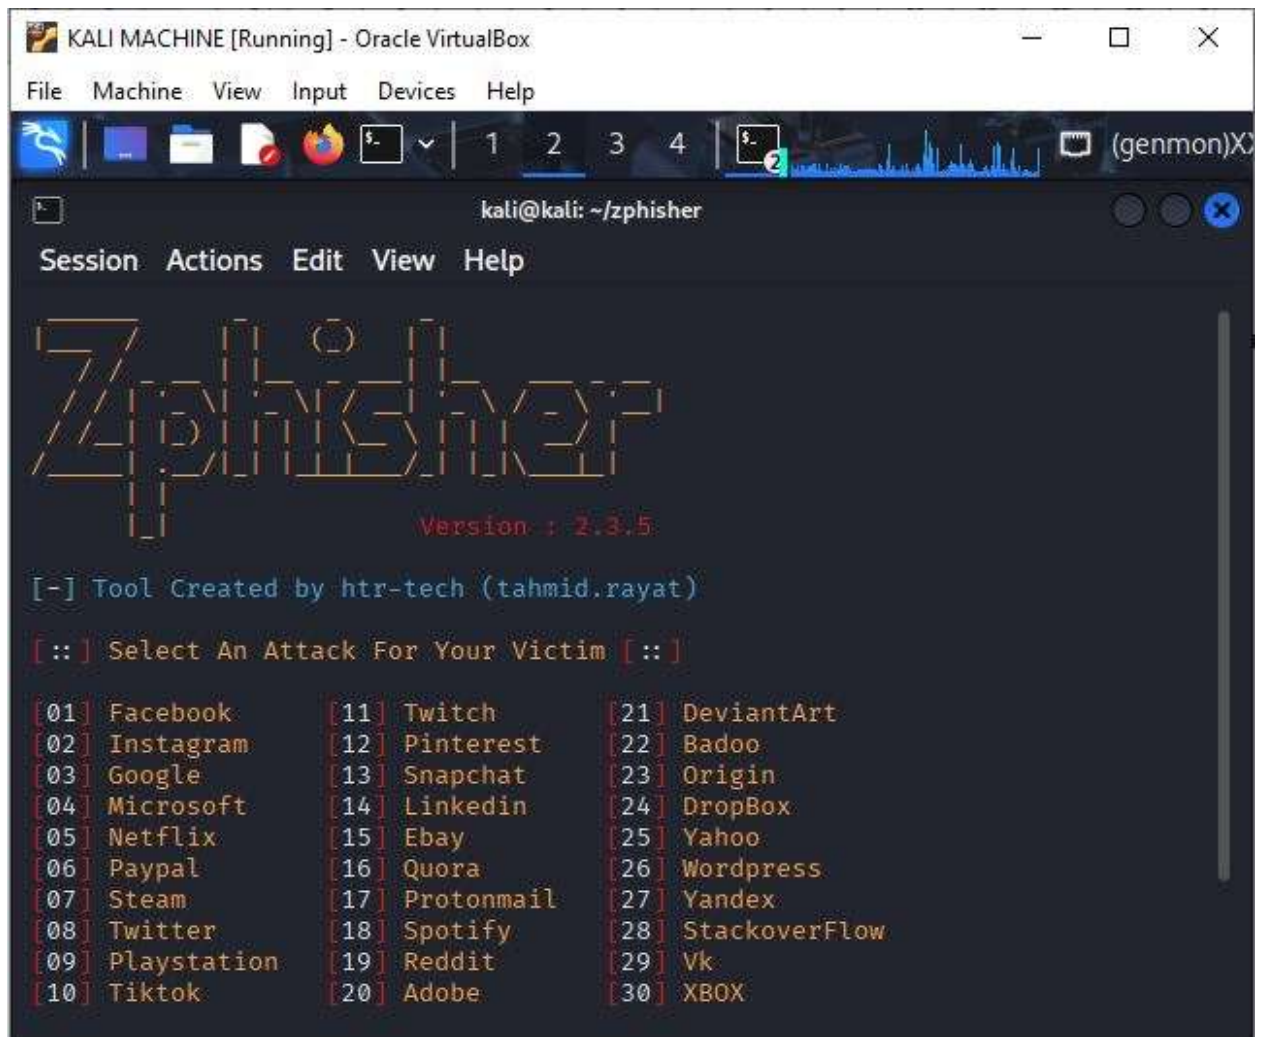 KALI MACHINE [Running] - Oracle VirtualBox
File Machine View Input Devices Help
1 2 3 4 2 (genmon)XX
kali@kali: ~/zphisher
Session Actions Edit View Help
Zphisher
Version : 2.3.5
[-] Tool Created by htr-tech (tahmid.rayat)
[::] Select An Attack For Your Victim [::]
[01] Facebook [11] Twitch [21] DeviantArt
[02] Instagram [12] Pinterest [22] Badoo
[03] Google [13] Snapchat [23] Origin
[04] Microsoft [14] Linkedin [24] DropBox
[05] Netflix [15] Ebay [25] Yahoo
[06] Paypal [16] Quora [26] Wordpress
[07] Steam [17] Protonmail [27] Yandex
[08] Twitter [18] Spotify [28] StackoverFlow
[09] Playstation [19] Reddit [29] Vk
[10] Tiktok [20] Adobe [30] XBOX